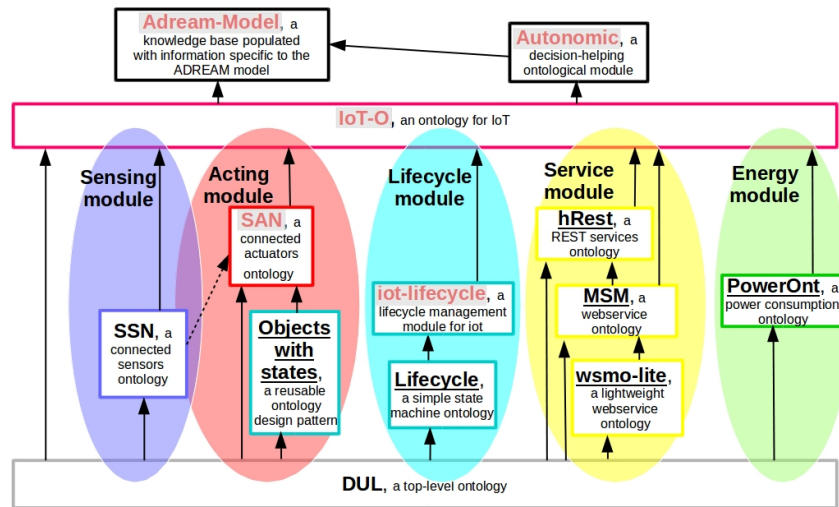 Adream-Model, a
knowledge base populated
with information specific to the
ADREAM model
Autonomic, a
decision-helping
ontological module
IoT-O, an ontology for IoT
Sensing
module
Acting
module
Lifecycle
module
Service
module
Energy
module
SAN, a
connected
actuators
ontology
hRest, a
REST services
ontology
SSN, a
connected
sensors
ontology
Objects
with
states,
a reusable
ontology
design pattern
iot-lifecycle, a
lifecycle management
module for iot
Lifecycle,
a simple state
machine ontology
MSM, a
webservice
ontology
wsmo-lite,
a lightweight
webservice
ontology
PowerOnt, a
power consumption
ontology
DUL, a top-level ontology